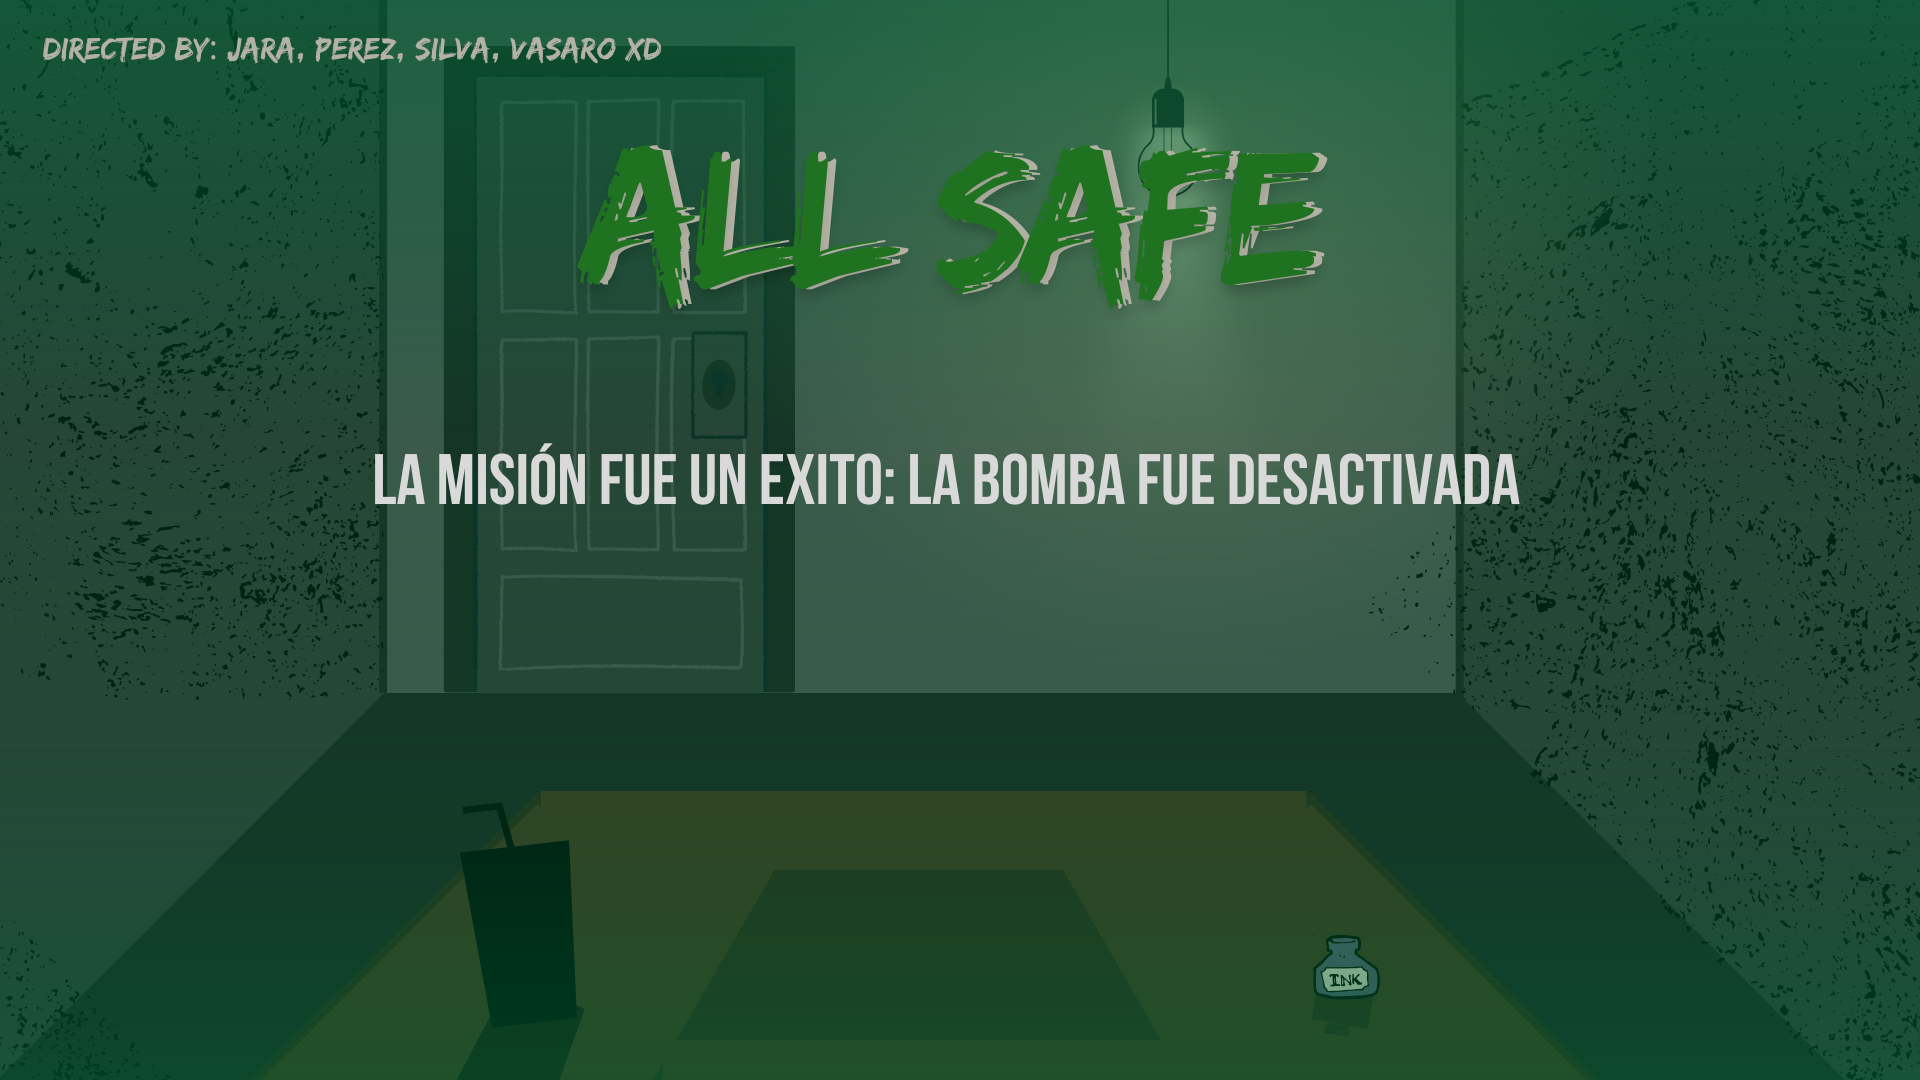 DIRECTED BY: JARA, PEREZ, SILVA, VASARO XD
ALL SAFE
LA MISIÓN FUE UN EXITO: LA BOMBA FUE DESACTIVADA
INK